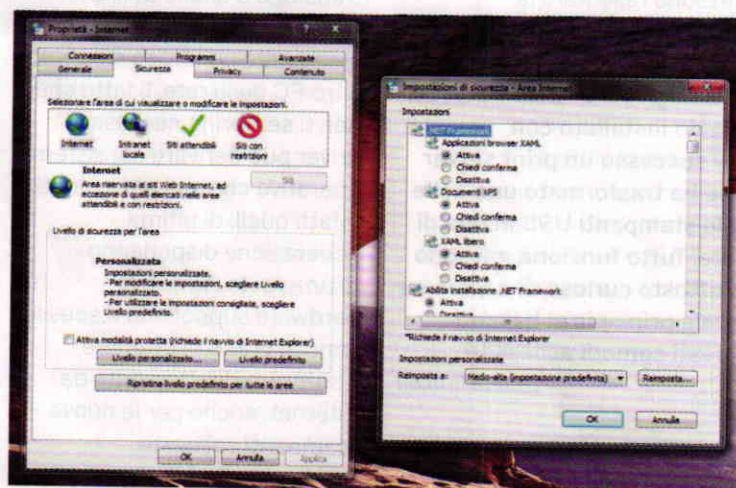 Proprietà - Internet
Connessioni Programmi Avanzate
Generale Sicurezza Privacy Contenuto
Selezionare l'area di cui visualizzare o modificare le impostazioni.
Internet
Intranet locale
Siti attendibili
Siti con restrizioni
Internet
Siti
Area riservata ai siti Web Internet, ad
eccezione di quelli elencati nelle aree
attendibili e con restrizioni.
Livello di sicurezza per l'area
Personalizzato
Impostazioni personalizzate.
- Per modificare le impostazioni, scegliere Livello
personalizzato.
- Per utilizzare le impostazioni consigliate, scegliere
Livello predefinito.
Attiva modalità protetta (richiede il riavvio di Internet Explorer)
Livello personalizzato... Livello predefinito
Ripristina livello predefinito per tutte le aree
OK Annulla Applica
Impostazioni di sicurezza - Area Internet
Impostazioni
.NET Framework
Applicazioni browser XAML
Attiva
Chiedi conferma
Disattiva
Documenti XPS
Attiva
Chiedi conferma
Disattiva
XAML libero
Attiva
Chiedi conferma
Disattiva
Abilita installazione .NET Framework
Attiva
Disattiva
*Richiede il riavvio di Internet Explorer
Impostazioni personalizzate
Reimposta a: Medio-alta (impostazione predefinita) Reimposta...
OK Annulla